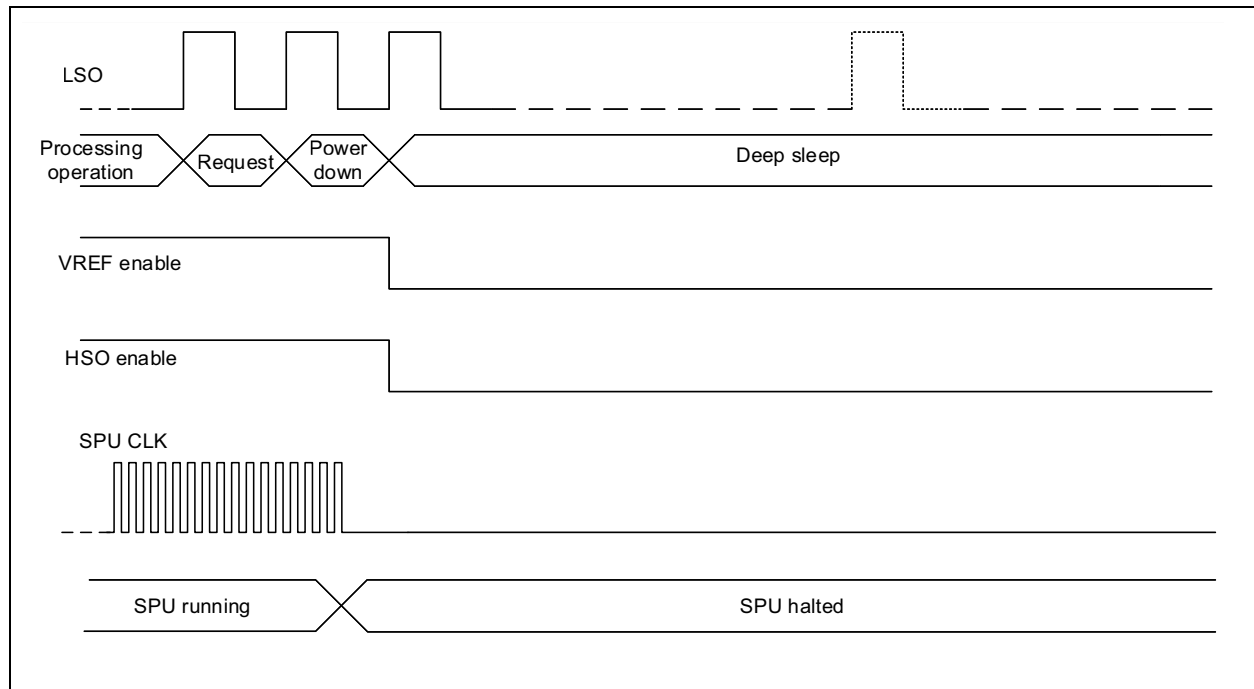 LSO
Processing
operation
Request
Power
down
Deep sleep
VREF enable
HSO enable
SPU CLK
SPU running
SPU halted